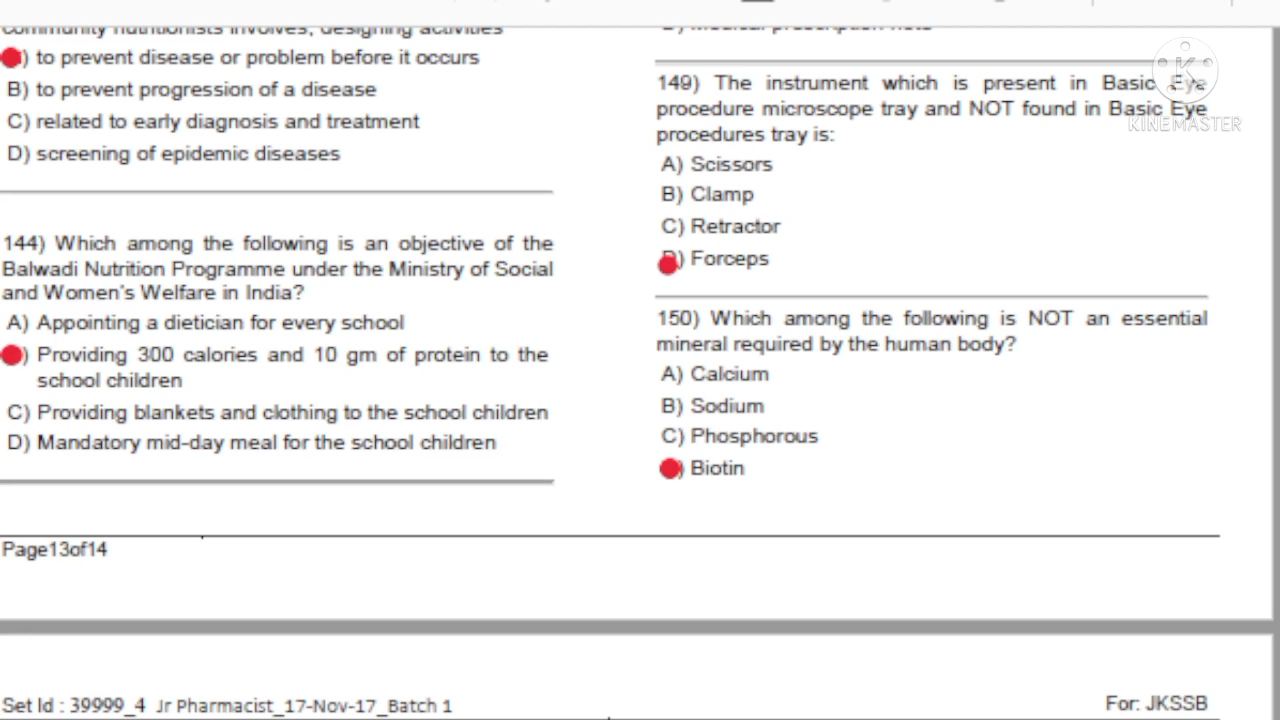 community nutritionists involves, designing activities
) to prevent disease or problem before it occurs
B) to prevent progression of a disease
C) related to early diagnosis and treatment
D) screening of epidemic diseases
144) Which among the following is an objective of the
Balwadi Nutrition Programme under the Ministry of Social
and Women's Welfare in India?
A) Appointing a dietician for every school
) Providing 300 calories and 10 gm of protein to the
school children
C) Providing blankets and clothing to the school children
D) Mandatory mid-day meal for the school children
149) The instrument which is present in Basic Eye
procedure microscope tray and NOT found in Basic Eye
procedures tray is:
A) Scissors
B) Clamp
C) Retractor
D) Forceps
150) Which among the following is NOT an essential
mineral required by the human body?
A) Calcium
B) Sodium
C) Phosphorous
) Biotin
K
KINEMASTER
Page13of14
Set Id : 39999_4 Jr Pharmacist_17-Nov-17_Batch 1
For: JKSSB